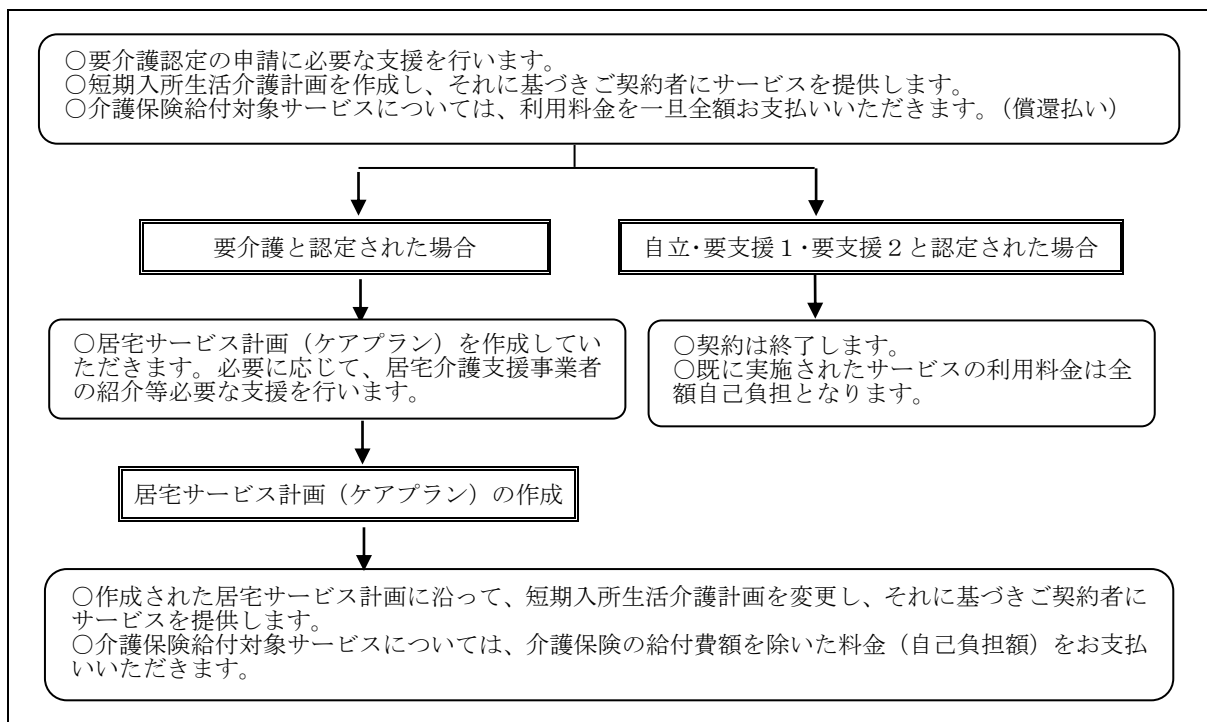 ○要介護認定の申請に必要な支援を行います。
○短期入所生活介護計画を作成し、それに基づきご契約者にサービスを提供します。
○介護保険給付対象サービスについては、利用料金を一旦全額お支払いいただきます。（償還払い）
要介護と認定された場合
自立・要支援１・要支援２と認定された場合
○居宅サービス計画（ケアプラン）を作成してい
ただきます。必要に応じて、居宅介護支援事業者
の紹介等必要な支援を行います。
○契約は終了します。
○既に実施されたサービスの利用料金は全
額自己負担となります。
居宅サービス計画（ケアプラン）の作成
○作成された居宅サービス計画に沿って、短期入所生活介護計画を変更し、それに基づきご契約者に
サービスを提供します。
○介護保険給付対象サービスについては、介護保険の給付費額を除いた料金（自己負担額）をお支払
いいただきます。